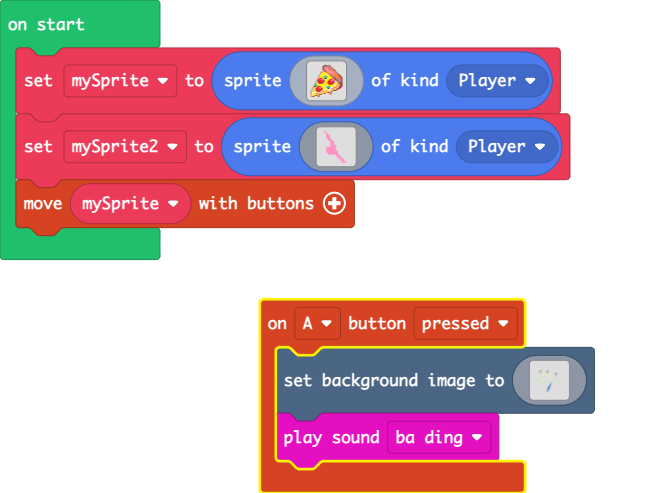 on start
set mySprite to sprite of kind Player
set mySprite2 to sprite of kind Player
move mySprite with buttons
on A button pressed
set background image to
play sound ba ding